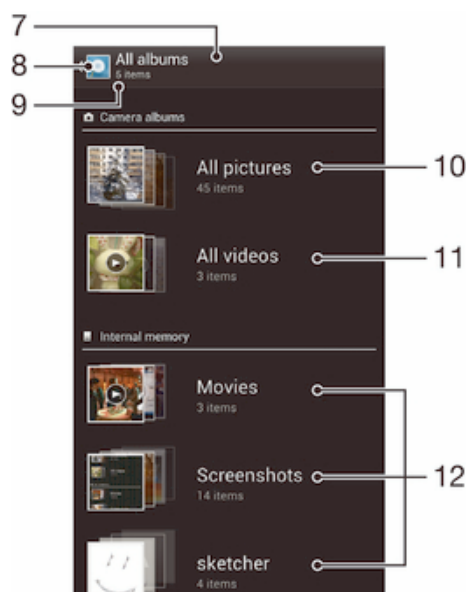 7
8
All albums
5 items
9
Camera albums
All pictures
45 items
10
All videos
3 items
11
Internal memory
Movies
3 items
Screenshots
14 items
12
sketcher
4 items